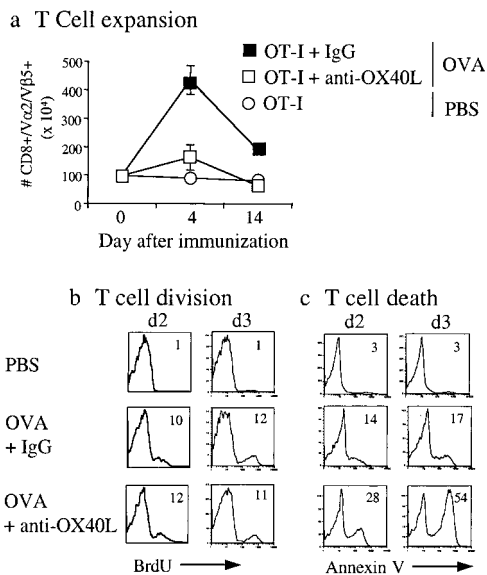 a T Cell expansion
OT-I + IgG
OT-I + anti-OX40L
OVA
OT-I
PBS
# CD8+/Vα2/Vβ5+
(x 10⁴)
500
400
300
200
100
0
0 4 14
Day after immunization
b T cell division
c T cell death
d2 d3 d2 d3
PBS
1 1 3 3
OVA
+ IgG
10 12 14 17
OVA
+ anti-OX40L
12 11 28 54
BrdU
Annexin V